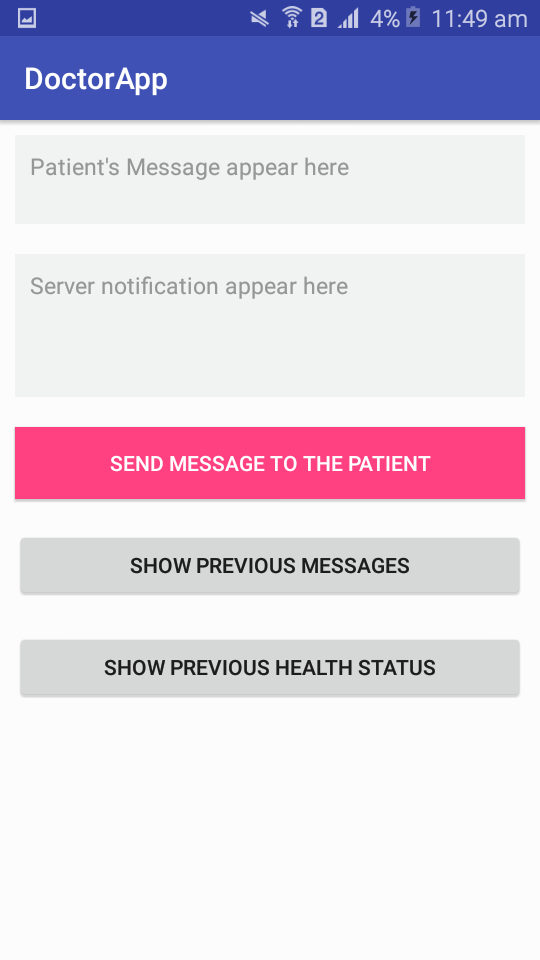 2 4% 11:49 am
DoctorApp
Patient's Message appear here
Server notification appear here
SEND MESSAGE TO THE PATIENT
SHOW PREVIOUS MESSAGES
SHOW PREVIOUS HEALTH STATUS